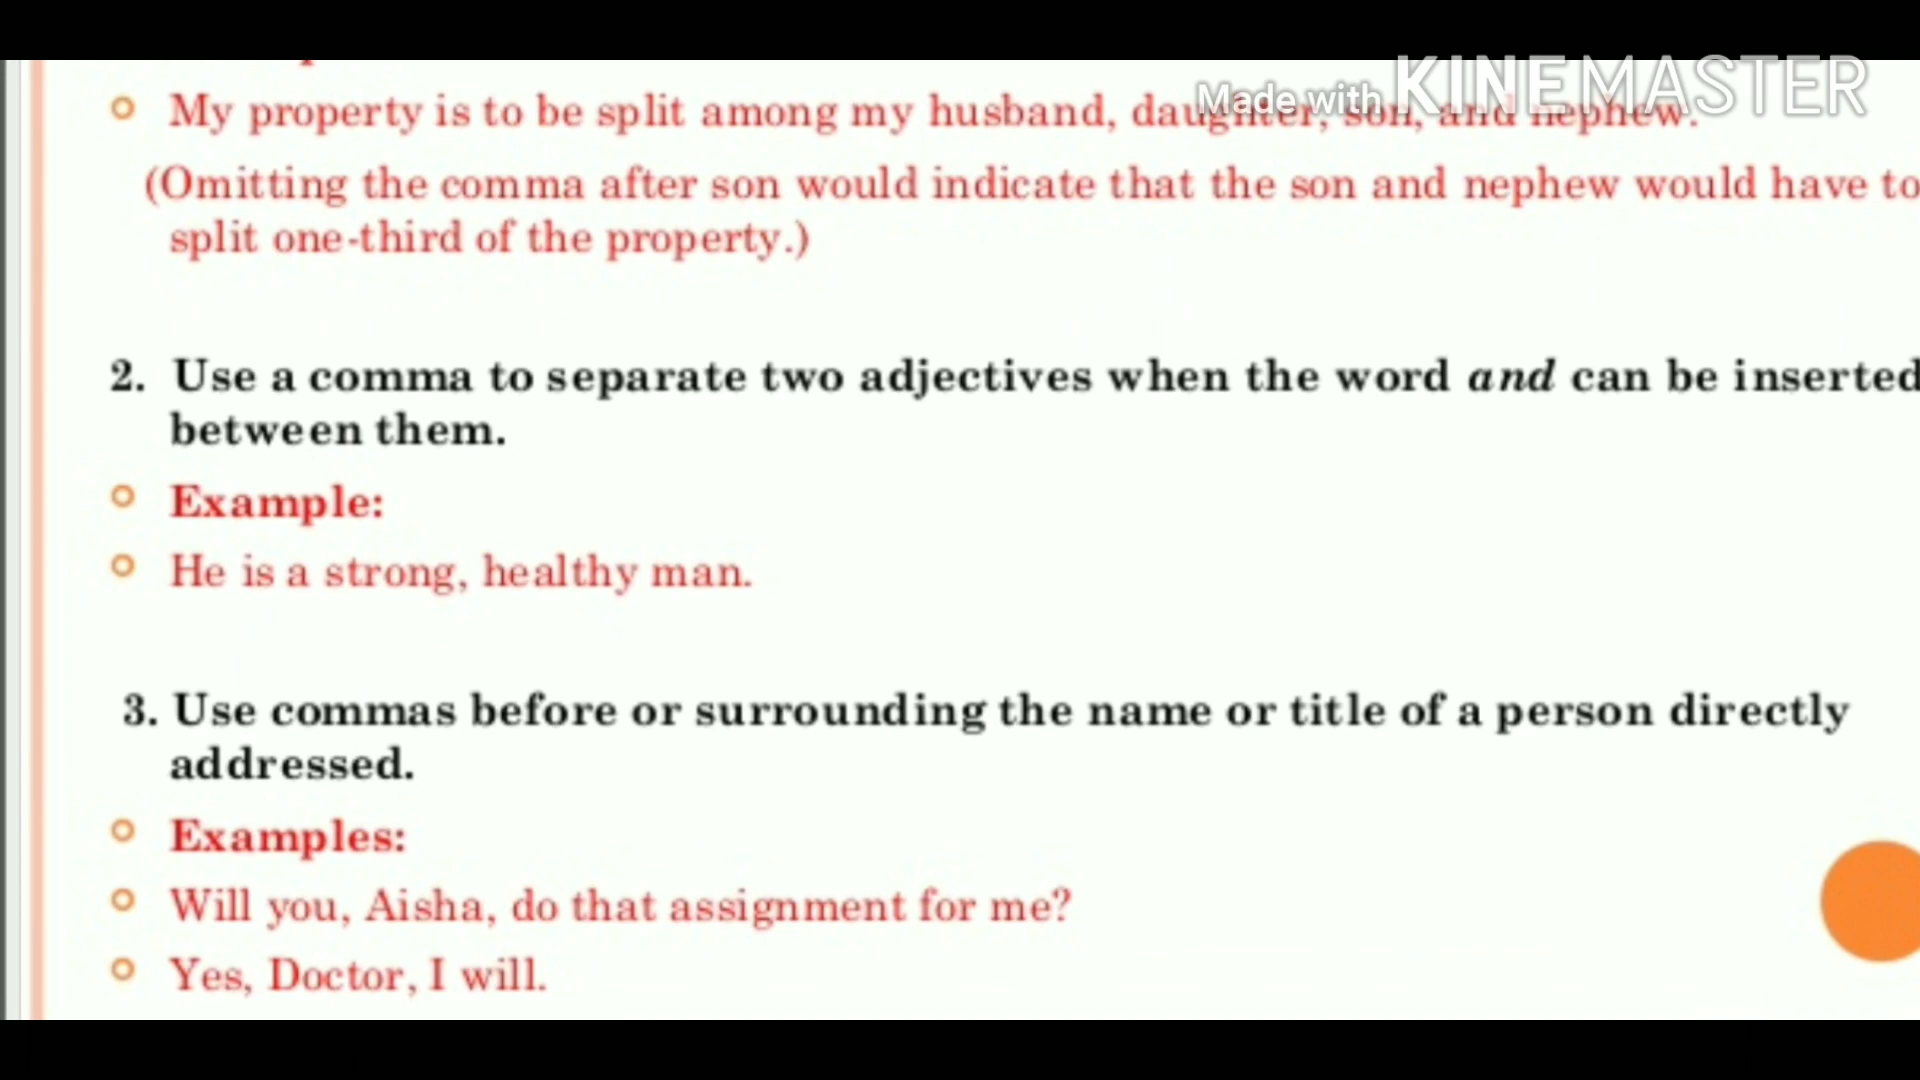 Made with KINEMASTER
My property is to be split among my husband, daughter, son, and nephew.
(Omitting the comma after son would indicate that the son and nephew would have to
split one-third of the property.)
2. Use a comma to separate two adjectives when the word and can be inserted
between them.
Example:
He is a strong, healthy man.
3. Use commas before or surrounding the name or title of a person directly
addressed.
Examples:
Will you, Aisha, do that assignment for me?
Yes, Doctor, I will.